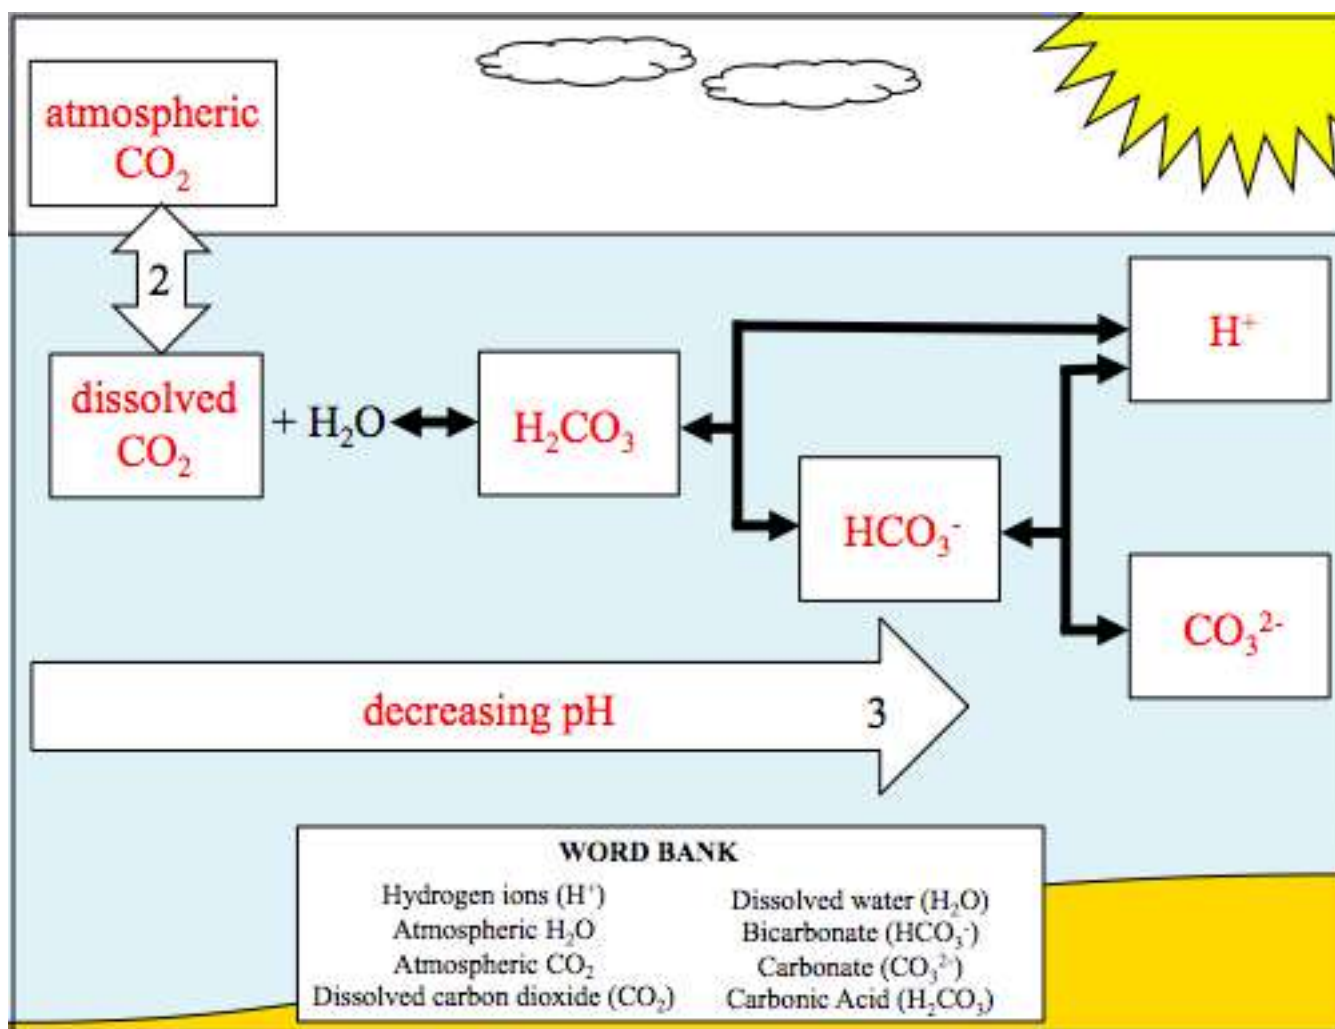 atmospheric
CO₂
2
dissolved
CO₂
+ H₂O
H₂CO₃
H⁺
HCO₃⁻
CO₃²⁻
decreasing pH
3
WORD BANK
Hydrogen ions (H⁺)
Atmospheric H₂O
Atmospheric CO₂
Dissolved carbon dioxide (CO₂)
Dissolved water (H₂O)
Bicarbonate (HCO₃⁻)
Carbonate (CO₃²⁻)
Carbonic Acid (H₂CO₃)